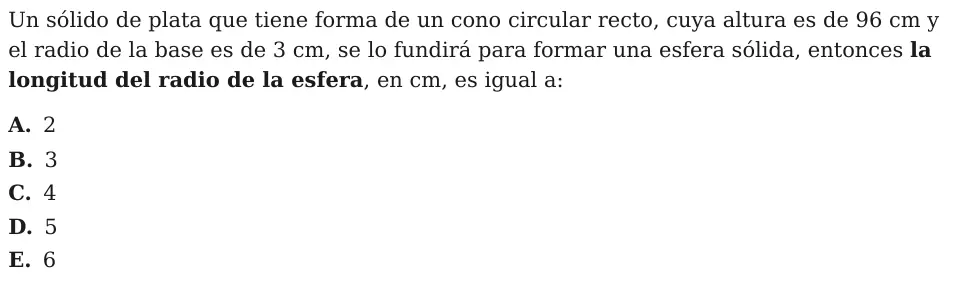 Un sólido de plata que tiene forma de un cono circular recto, cuya altura es de 96 cm y
el radio de la base es de 3 cm, se lo fundirá para formar una esfera sólida, entonces la
longitud del radio de la esfera, en cm, es igual a:
A. 2
B. 3
C. 4
D. 5
E. 6